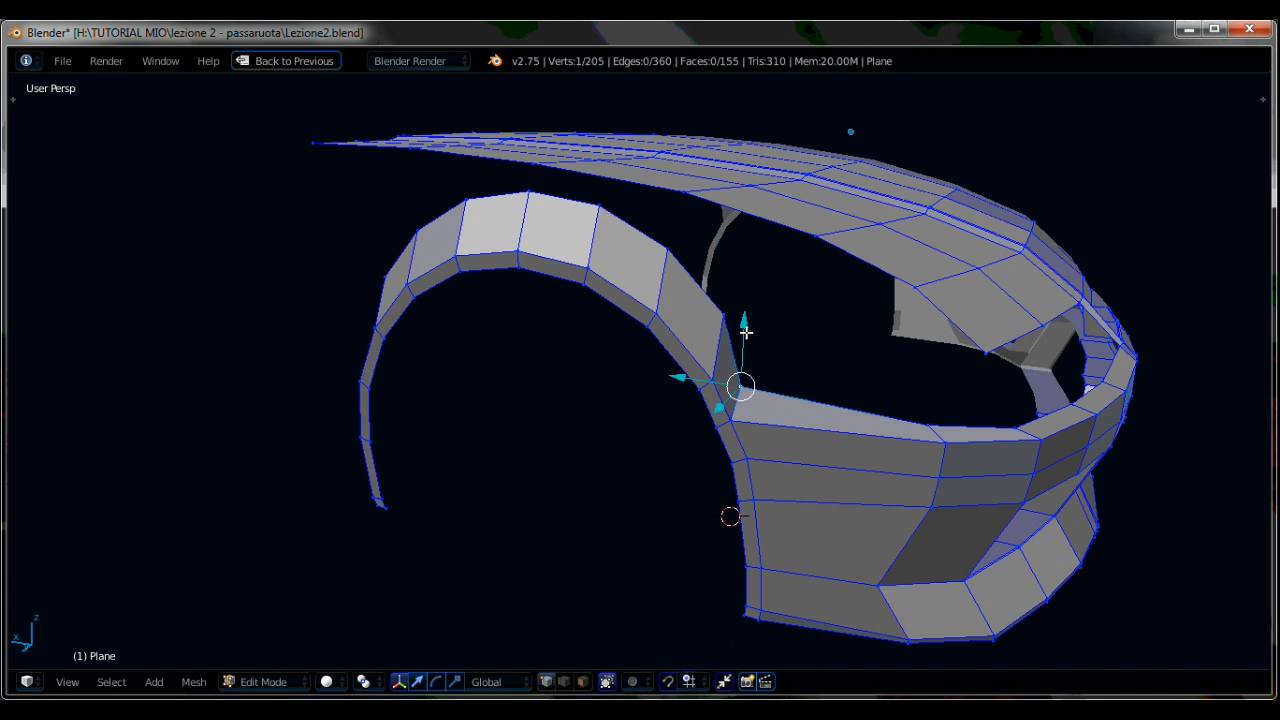 Blender* [H:\TUTORIAL MIO\lezione 2 - passaruota\Lezione2.blend]
File Render Window Help Back to Previous Blender Render v2.75 | Verts:1/205 | Edges:0/360 | Faces:0/155 | Tris:310 | Mem:20.00M | Plane
User Persp
z
x
y
(1) Plane
View Select Add Mesh Edit Mode Global